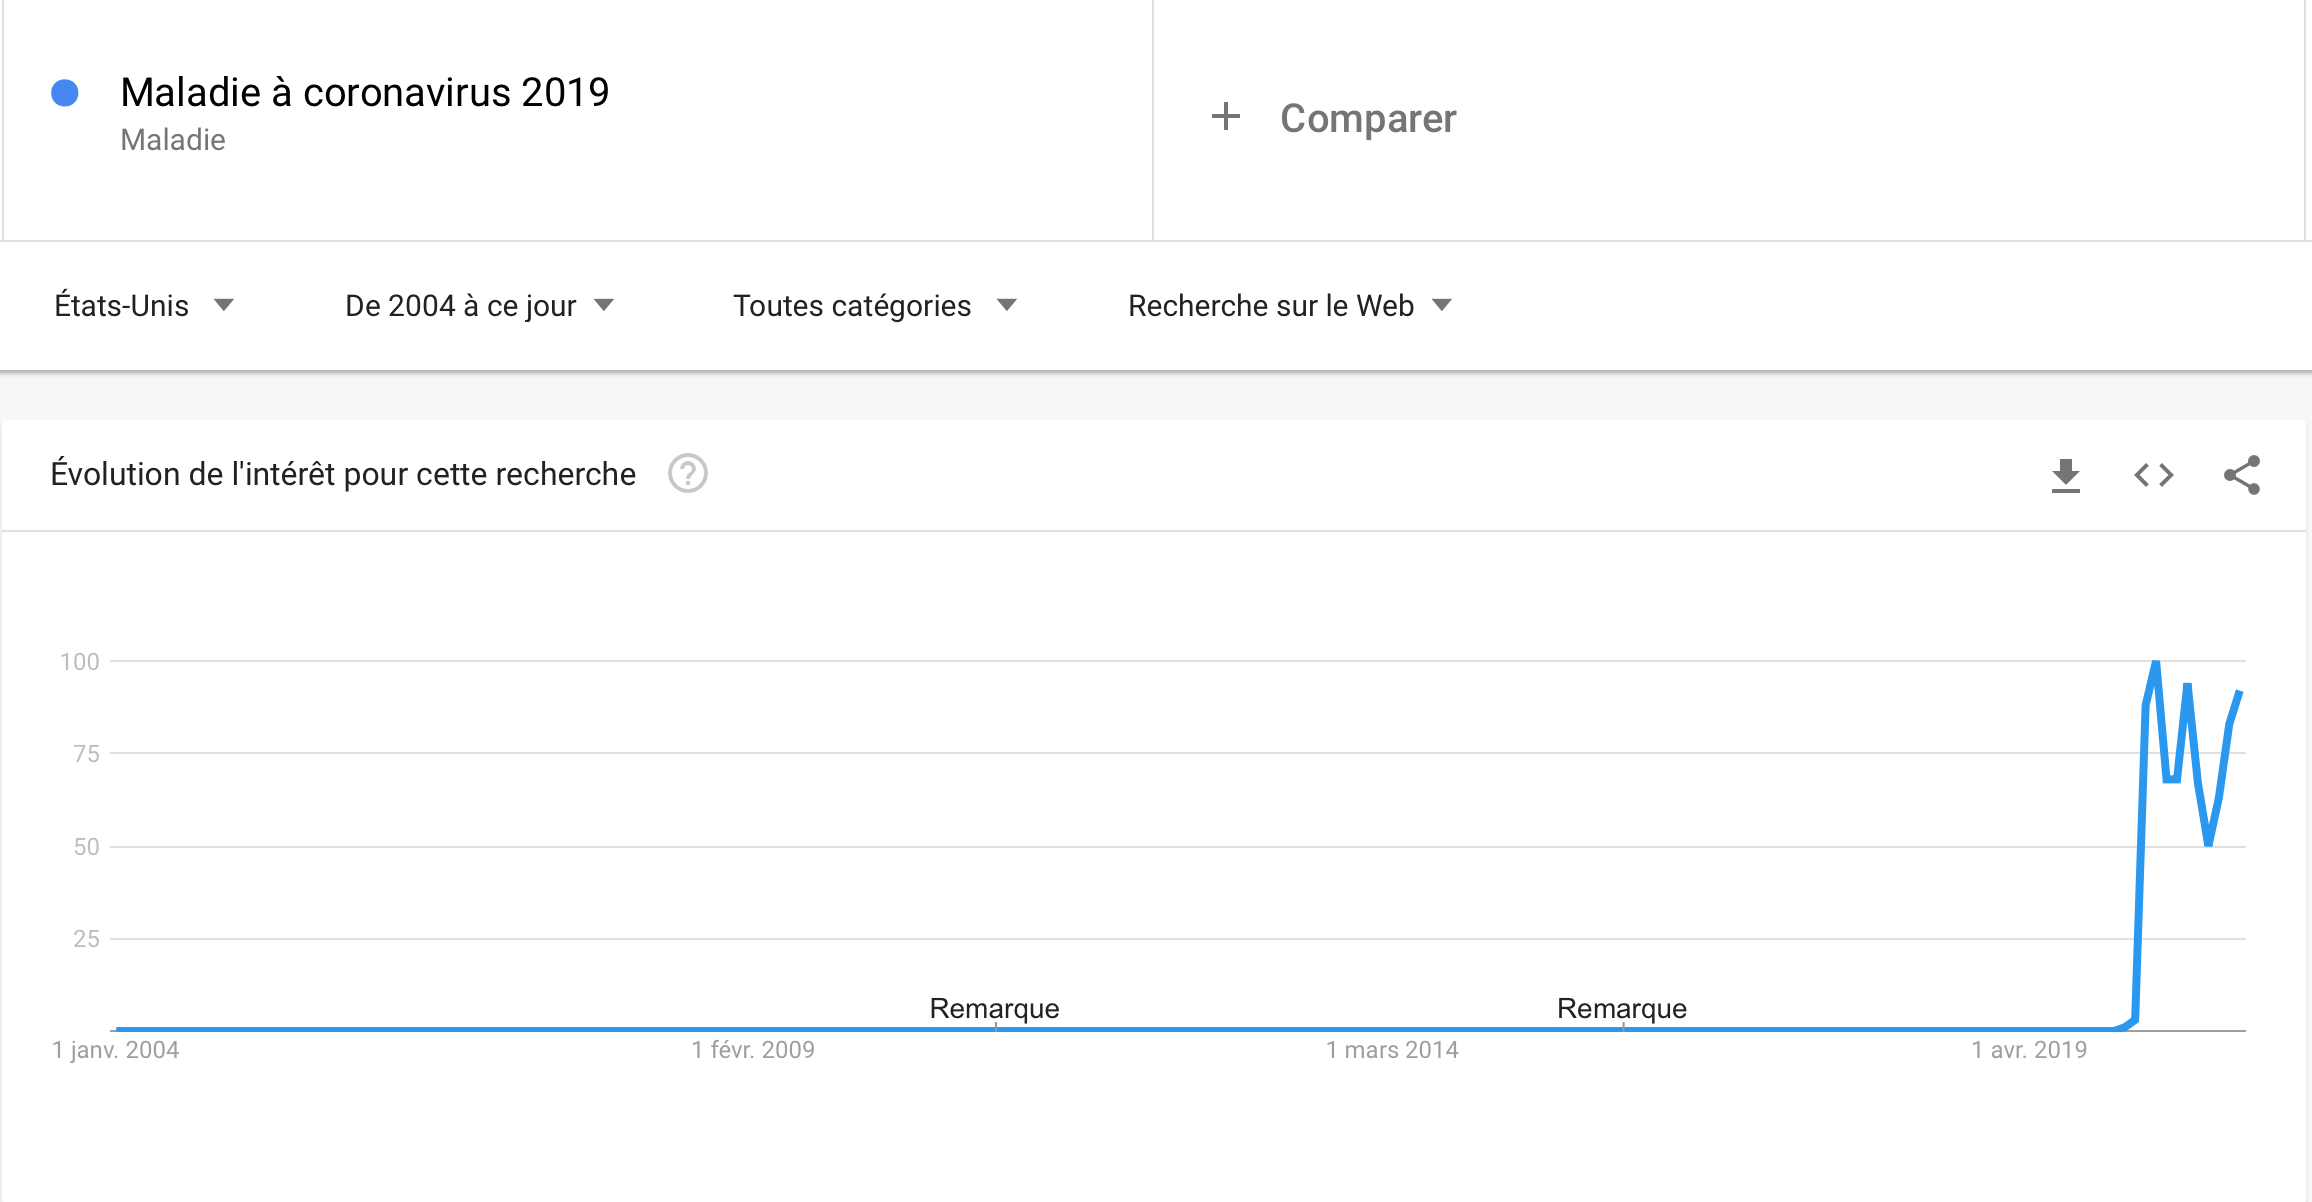 Maladie à coronavirus 2019
Maladie
+ Comparer
États-Unis
De 2004 à ce jour
Toutes catégories
Recherche sur le Web
Évolution de l'intérêt pour cette recherche
?
100
75
50
25
Remarque
Remarque
1 janv. 2004
1 févr. 2009
1 mars 2014
1 avr. 2019